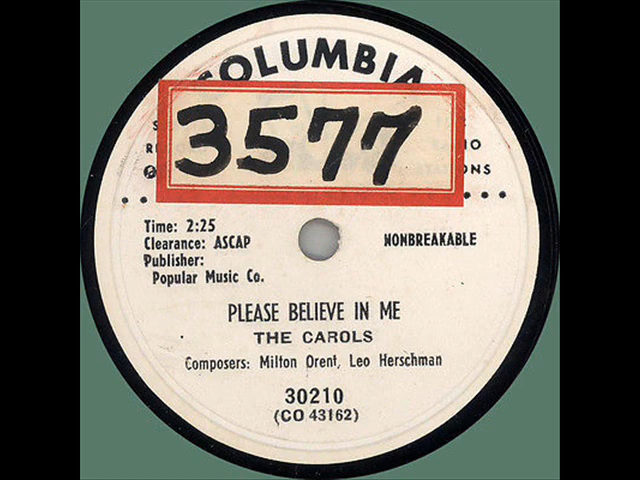 COLUMBIA
3577
Time: 2:25
Clearance: ASCAP
NONBREAKABLE
Publisher:
Popular Music Co.
PLEASE BELIEVE IN ME
THE CAROLS
Composers: Milton Orent, Leo Herschman
30210
(CO 43162)